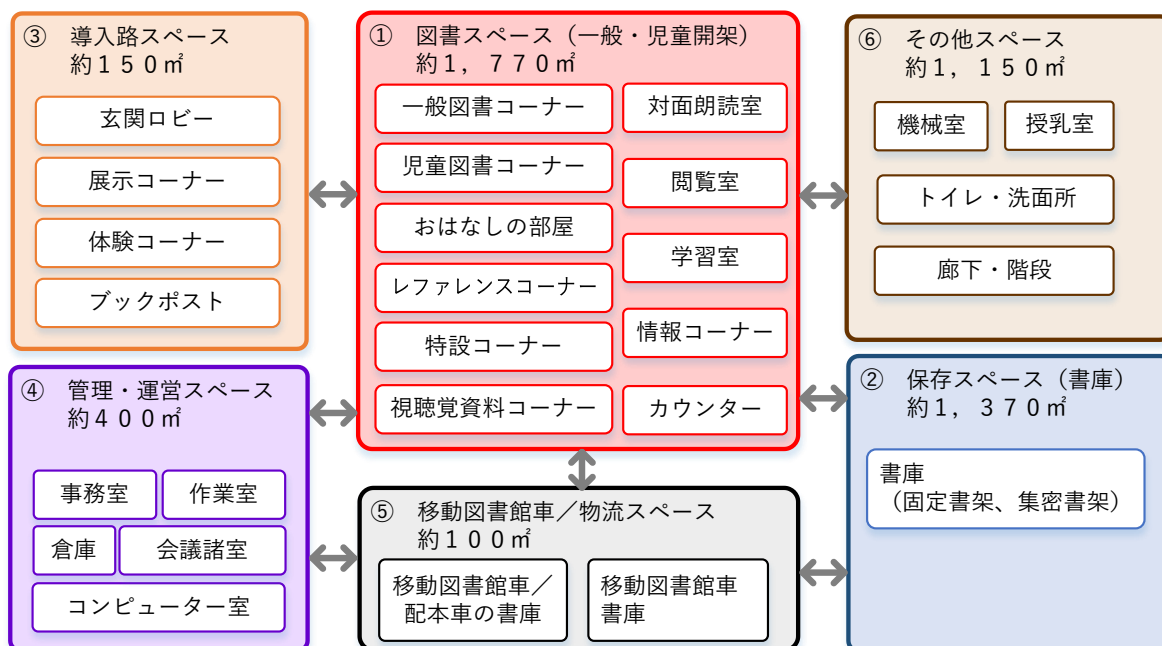 ③　導入路スペース
約１５０㎡
玄関ロビー
展示コーナー
体験コーナー
ブックポスト
①　図書スペース（一般・児童開架）
約１，７７０㎡
一般図書コーナー
児童図書コーナー
おはなしの部屋
レファレンスコーナー
特設コーナー
視聴覚資料コーナー
対面朗読室
閲覧室
学習室
情報コーナー
カウンター
⑥　その他スペース
約１，１５０㎡
機械室
授乳室
トイレ・洗面所
廊下・階段
④　管理・運営スペース
約４００㎡
事務室
作業室
倉庫
会議諸室
コンピューター室
⑤　移動図書館車／物流スペース
約１００㎡
移動図書館車／
配本車の書庫
移動図書館車
書庫
②　保存スペース（書庫）
約１，３７０㎡
書庫
（固定書架、集密書架）